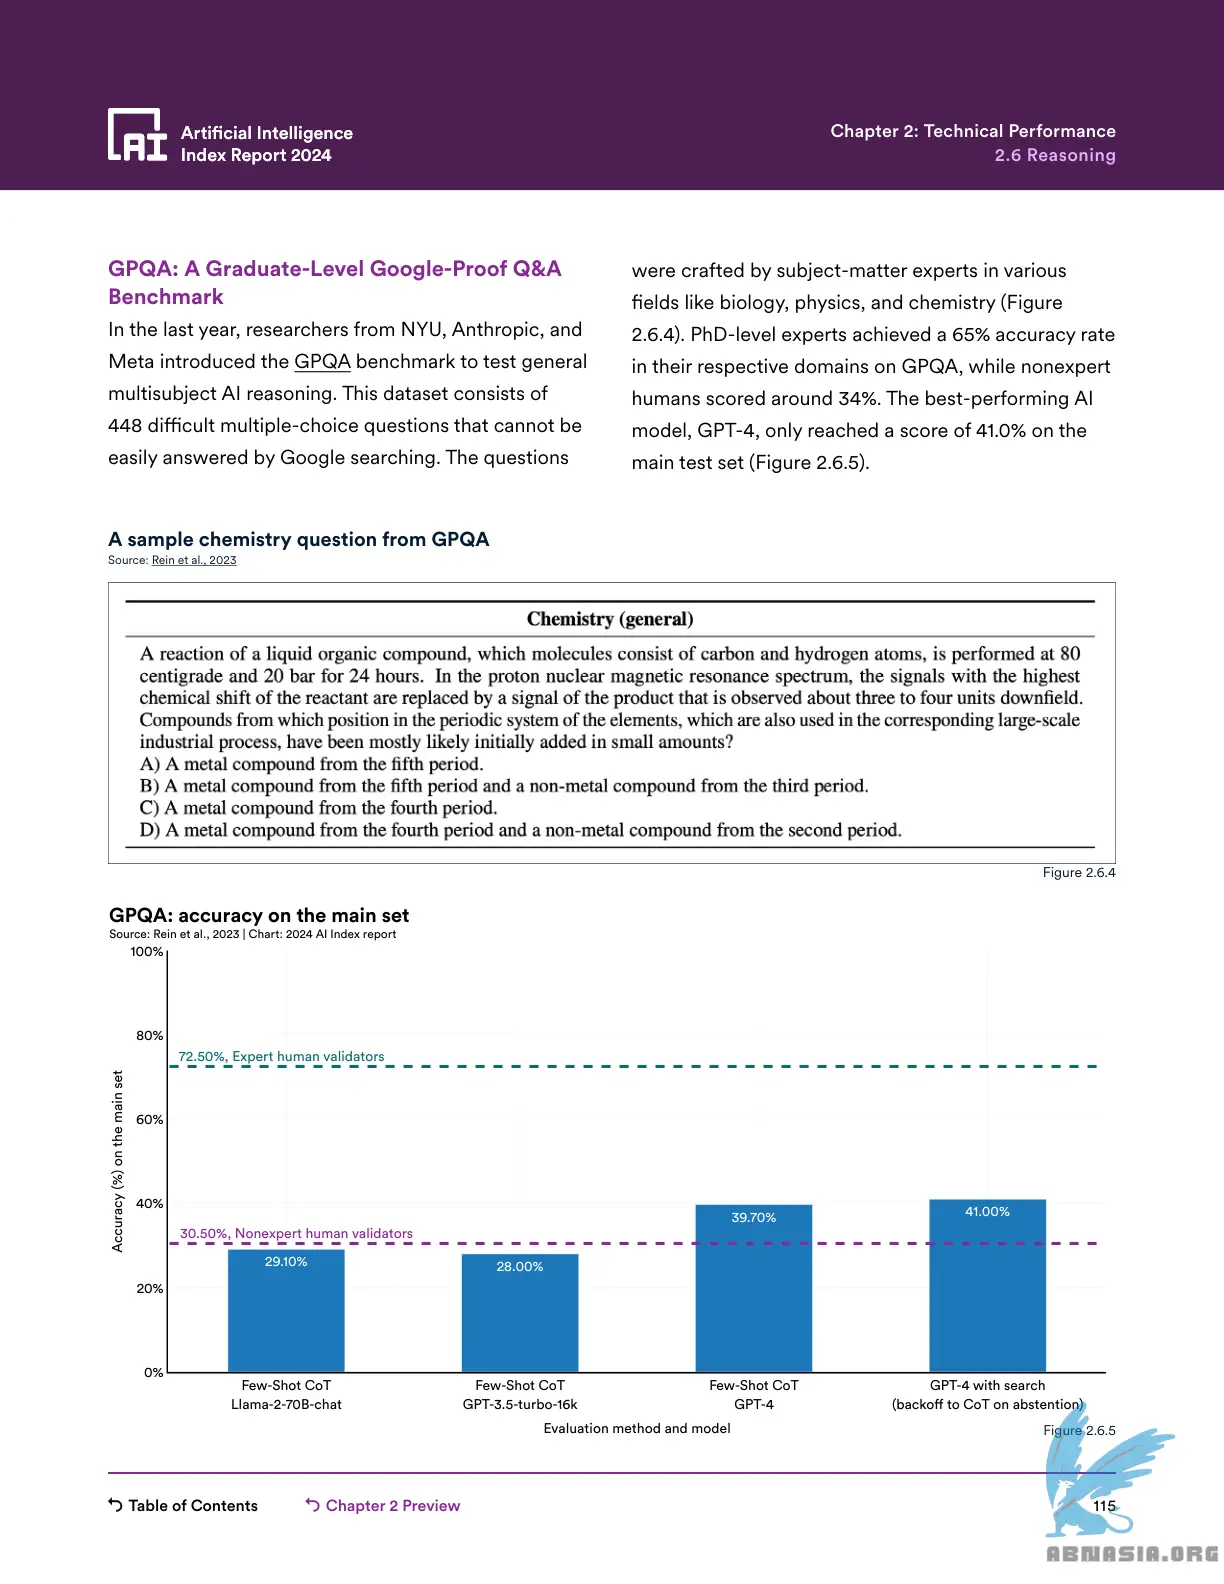 Artificial Intelligence
Index Report 2024
Chapter 2: Technical Performance
2.6 Reasoning
GPQA: A Graduate-Level Google-Proof Q&A
Benchmark
In the last year, researchers from NYU, Anthropic, and
Meta introduced the GPQA benchmark to test general
multisubject AI reasoning. This dataset consists of
448 difficult multiple-choice questions that cannot be
easily answered by Google searching. The questions
were crafted by subject-matter experts in various
fields like biology, physics, and chemistry (Figure
2.6.4). PhD-level experts achieved a 65% accuracy rate
in their respective domains on GPQA, while nonexpert
humans scored around 34%. The best-performing AI
model, GPT-4, only reached a score of 41.0% on the
main test set (Figure 2.6.5).
A sample chemistry question from GPQA
Source: Rein et al., 2023
Chemistry (general)
A reaction of a liquid organic compound, which molecules consist of carbon and hydrogen atoms, is performed at 80
centigrade and 20 bar for 24 hours. In the proton nuclear magnetic resonance spectrum, the signals with the highest
chemical shift of the reactant are replaced by a signal of the product that is observed about three to four units downfield.
Compounds from which position in the periodic system of the elements, which are also used in the corresponding large-scale
industrial process, have been mostly likely initially added in small amounts?
A) A metal compound from the fifth period.
B) A metal compound from the fifth period and a non-metal compound from the third period.
C) A metal compound from the fourth period.
D) A metal compound from the fourth period and a non-metal compound from the second period.
Figure 2.6.4
GPQA: accuracy on the main set
Source: Rein et al., 2023 | Chart: 2024 AI Index report
100%
80%
60%
40%
20%
0%
Accuracy (%) on the main set
72.50%, Expert human validators
30.50%, Nonexpert human validators
29.10%
28.00%
39.70%
41.00%
Few-Shot CoT
Llama-2-70B-chat
Few-Shot CoT
GPT-3.5-turbo-16k
Few-Shot CoT
GPT-4
GPT-4 with search
(backoff to CoT on abstention)
Evaluation method and model
Figure 2.6.5
Table of Contents
Chapter 2 Preview
115
ABNASIA.ORG